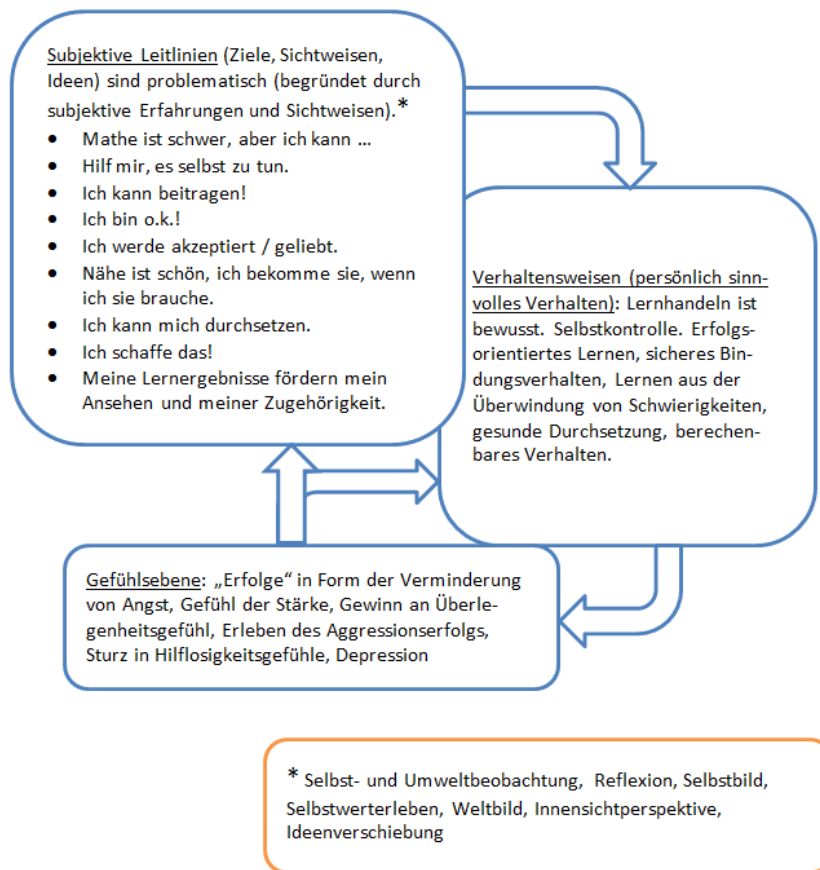 Subjektive Leitlinien (Ziele, Sichtweisen,
Ideen) sind problematisch (begründet durch
subjektive Erfahrungen und Sichtweisen).*
• Mathe ist schwer, aber ich kann …
• Hilf mir, es selbst zu tun.
• Ich kann beitragen!
• Ich bin o.k.!
• Ich werde akzeptiert / geliebt.
• Nähe ist schön, ich bekomme sie, wenn
ich sie brauche.
• Ich kann mich durchsetzen.
• Ich schaffe das!
• Meine Lernergebnisse fördern mein
Ansehen und meiner Zugehörigkeit.
Verhaltensweisen (persönlich sinn-
volles Verhalten): Lernhandeln ist
bewusst. Selbstkontrolle. Erfolgs-
orientiertes Lernen, sicheres Bin-
dungsverhalten, Lernen aus der
Überwindung von Schwierigkeiten,
gesunde Durchsetzung, berechen-
bares Verhalten.
Gefühlsebene: „Erfolge“ in Form der Verminderung
von Angst, Gefühl der Stärke, Gewinn an Überle-
genheitsgefühl, Erleben des Aggressionserfolgs,
Sturz in Hilflosigkeitsgefühle, Depression
* Selbst- und Umweltbeobachtung, Reflexion, Selbstbild,
Selbstwerterleben, Weltbild, Innensichtperspektive,
Ideenverschiebung